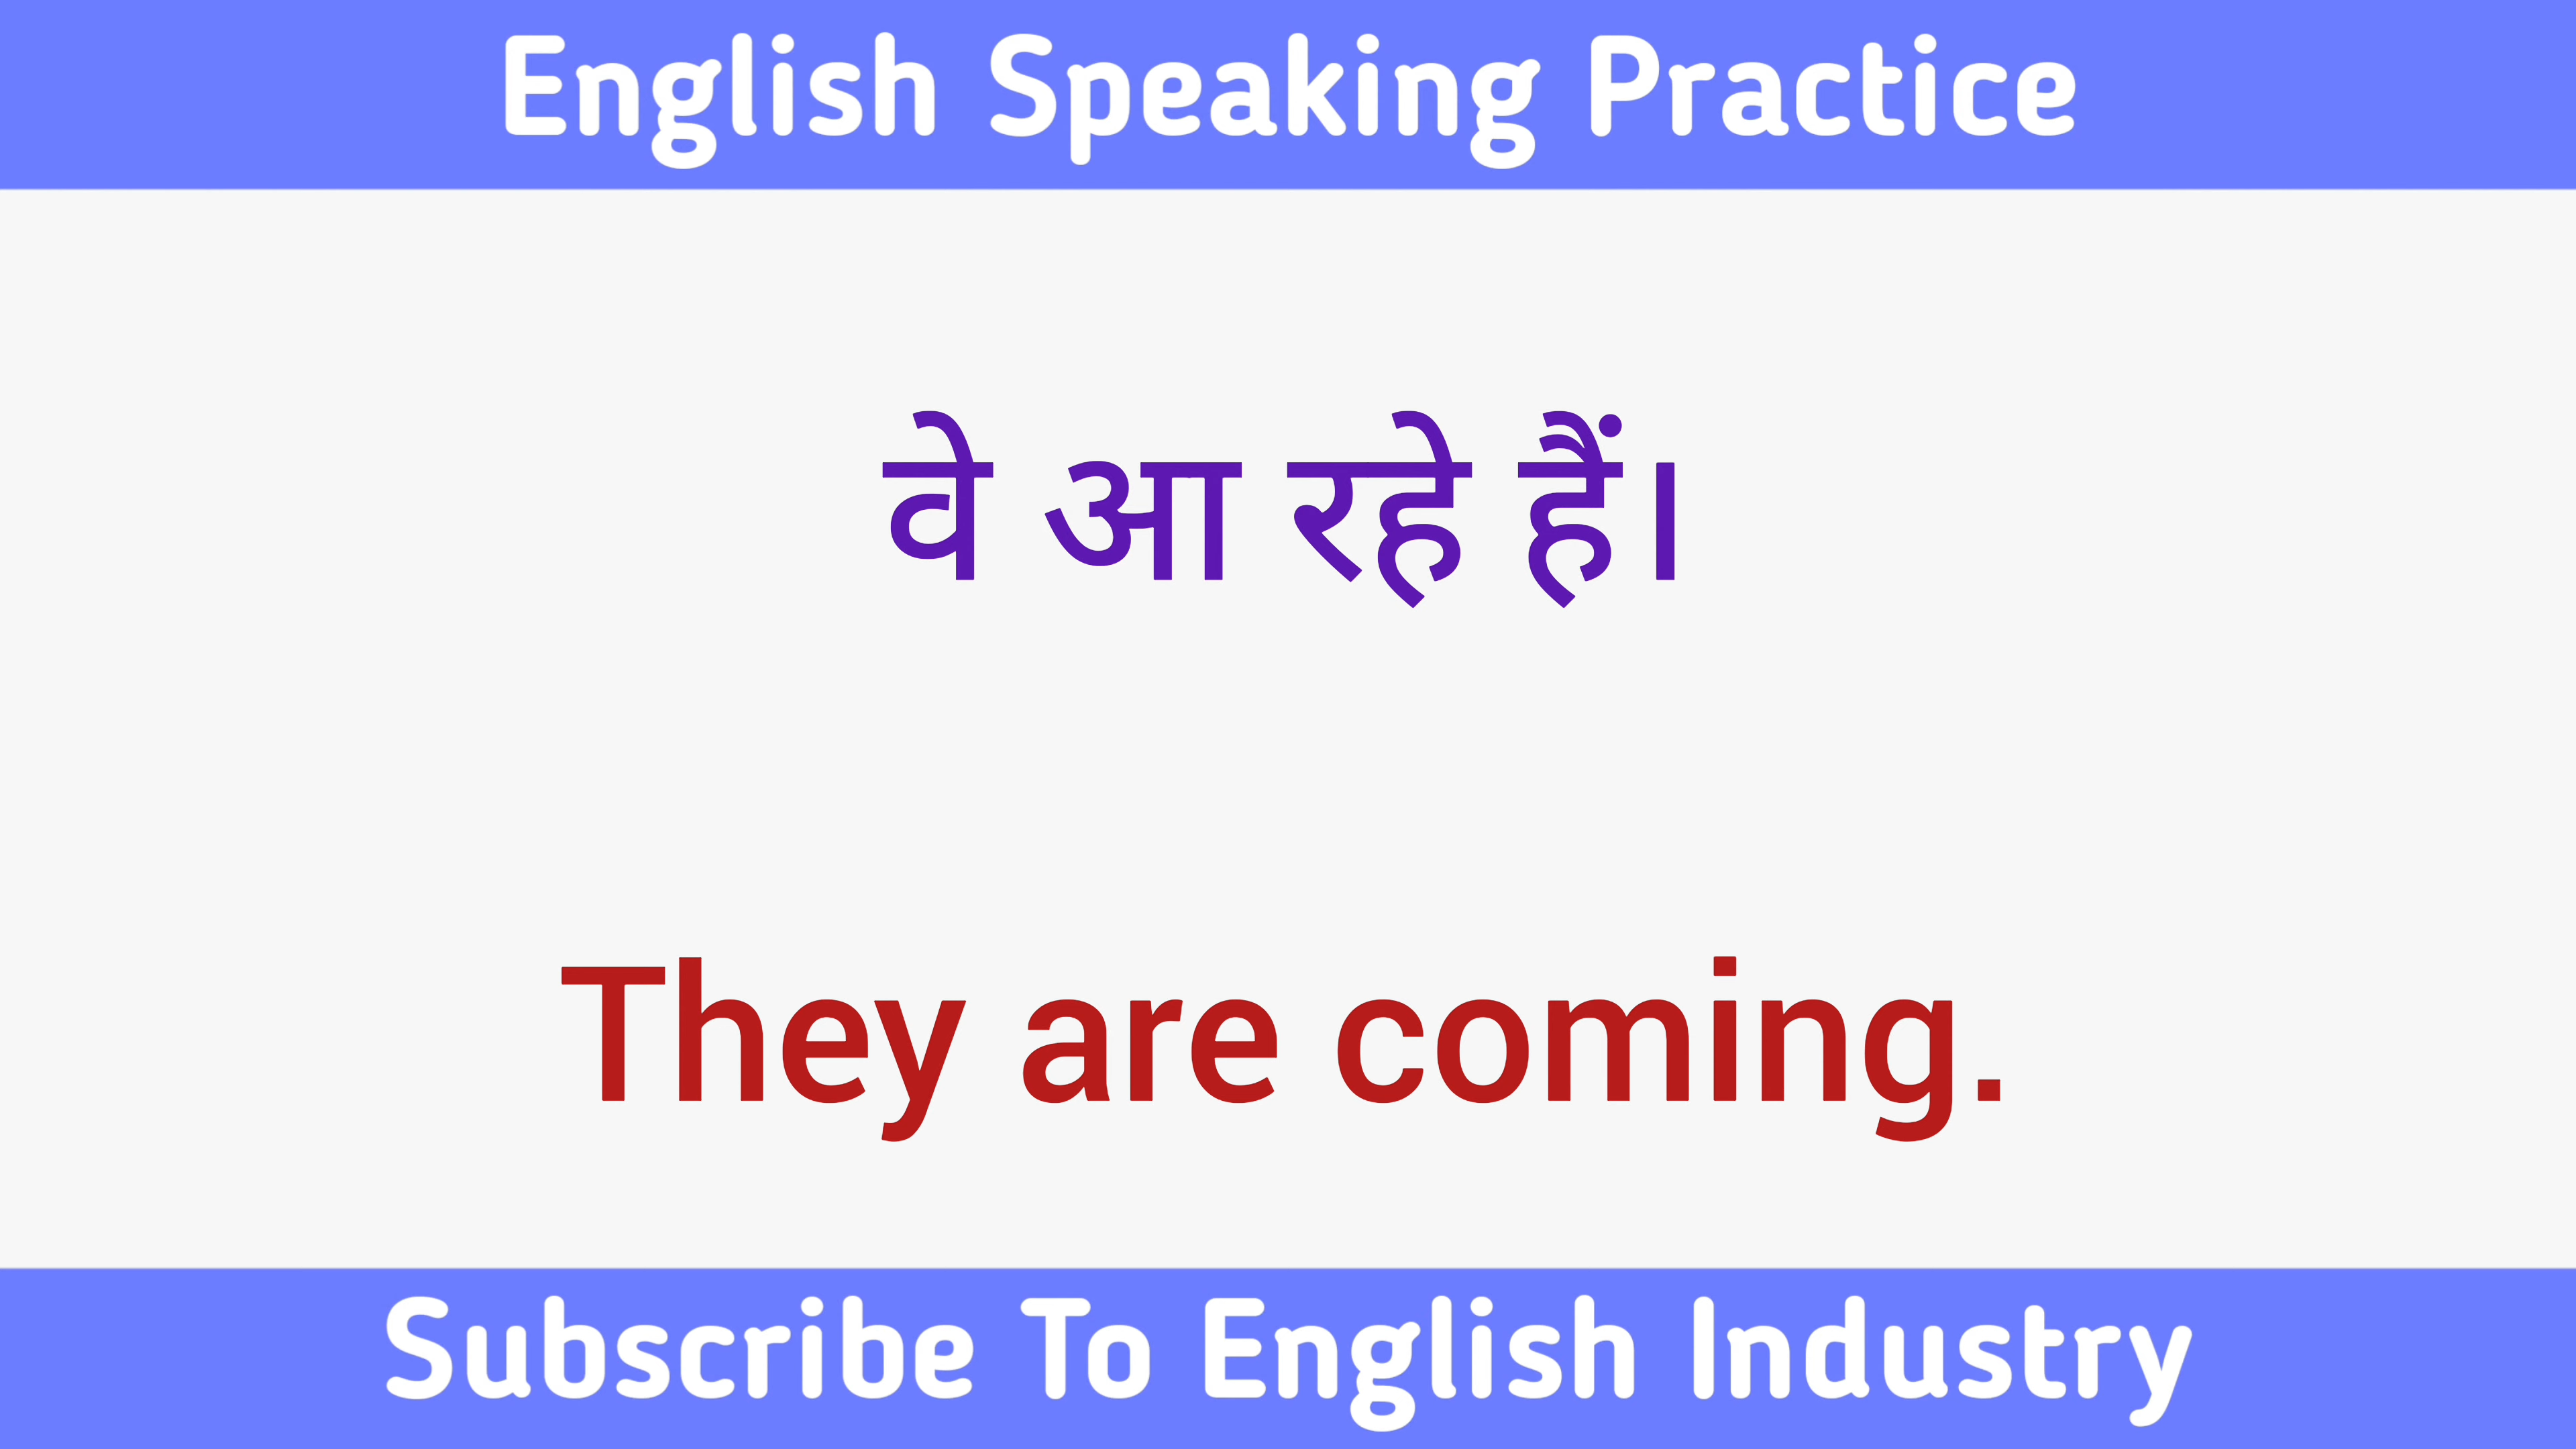 English Speaking Practice
वे आ रहे हैं।
They are coming.
Subscribe To English Industry